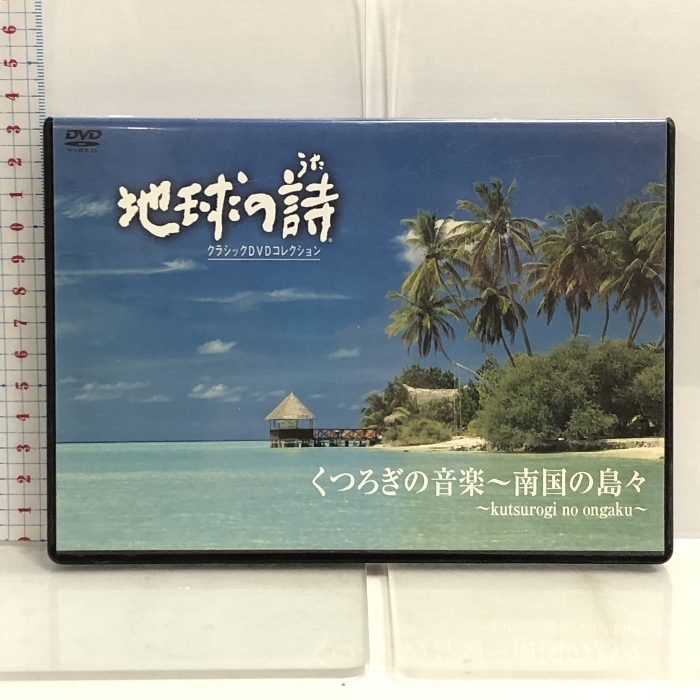 DVD
VIDEO
うた
地球の詩
クラシックDVDコレクション
くつろぎの音楽～南国の島々
～kutsurogi no ongaku～